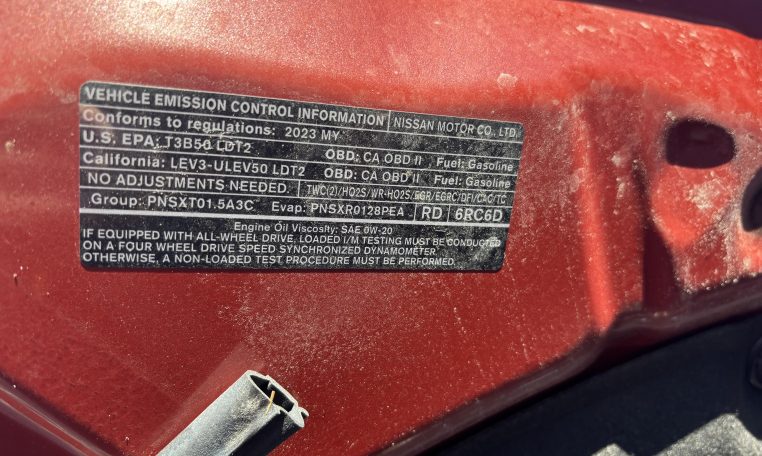 VEHICLE EMISSION CONTROL INFORMATION NISSAN MOTOR CO., LTD.
Conforms to regulations: 2023 MY
U.S. EPA: T3B50 LDT2 OBD: CA OBD II Fuel: Gasoline
California: LEV3-ULEV50 LDT2 OBD: CA OBD II Fuel: Gasoline
NO ADJUSTMENTS NEEDED. TWC(2)/HO2S/WR-HO2S/EGR/EGRC/DFI/CAC/TC
Group: PNSXT01.5A3C Evap: PNSXR0128PEA RD 6RC6D
Engine Oil Viscosity: SAE 0W-20
IF EQUIPPED WITH ALL-WHEEL DRIVE, LOADED I/M TESTING MUST BE CONDUCTED
ON A FOUR WHEEL DRIVE SPEED SYNCHRONIZED DYNAMOMETER.
OTHERWISE, A NON-LOADED TEST PROCEDURE MUST BE PERFORMED.